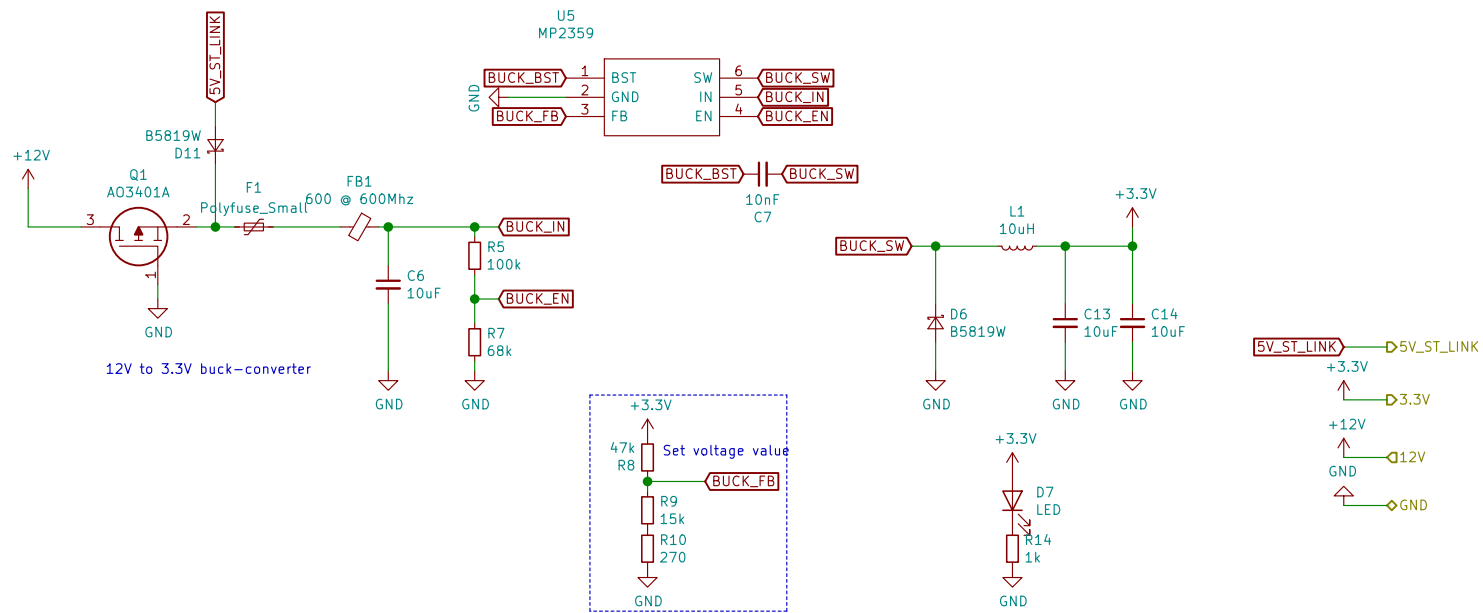 U5
MP2359
5V_ST_LINK
BUCK_BST
1
BST
SW
6
BUCK_SW
GND
2
GND
IN
5
BUCK_IN
BUCK_FB
3
FB
EN
4
BUCK_EN
B5819W
D11
+12V
Q1
AO3401A
3
2
1
GND
F1
Polyfuse_Small
FB1
600 @ 600Mhz
BUCK_IN
R5
100k
C6
10uF
BUCK_EN
R7
68k
GND
GND
12V to 3.3V buck-converter
BUCK_BST
BUCK_SW
10nF
C7
+3.3V
L1
10uH
BUCK_SW
D6
B5819W
C13
10uF
C14
10uF
GND
GND
GND
5V_ST_LINK
5V_ST_LINK
+3.3V
3.3V
+12V
12V
GND
GND
+3.3V
47k
R8
Set voltage value
BUCK_FB
R9
15k
R10
270
GND
+3.3V
D7
LED
R14
1k
GND